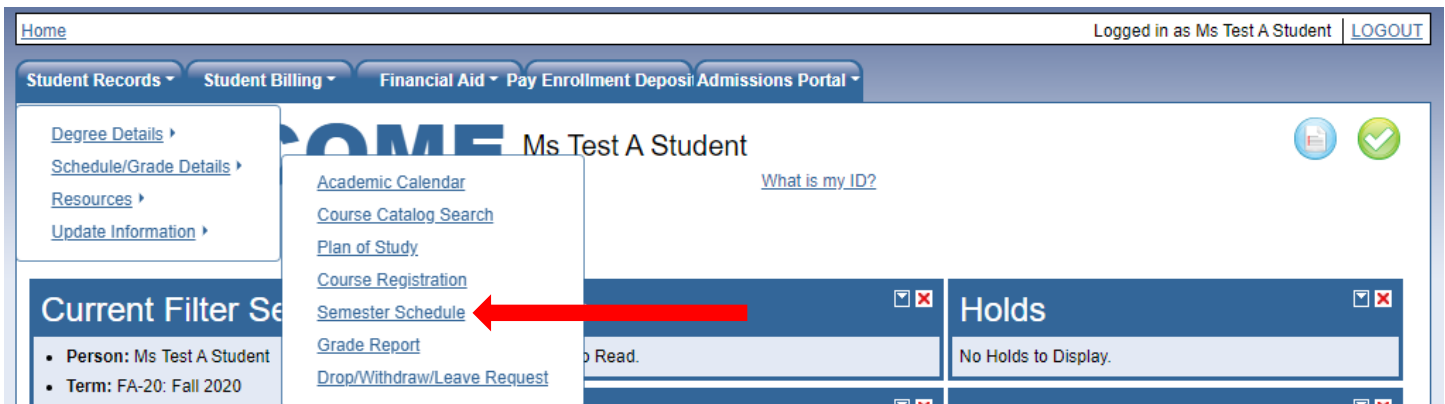 Home
Logged in as Ms Test A Student LOGOUT
Student Records Student Billing Financial Aid Pay Enrollment Deposit Admissions Portal
Degree Details
Schedule/Grade Details
Resources
Update Information
COME Ms Test A Student
What is my ID?
Academic Calendar
Course Catalog Search
Plan of Study
Course Registration
Semester Schedule
Grade Report
Drop/Withdraw/Leave Request
Current Filter Se
• Person: Ms Test A Student
• Term: FA-20: Fall 2020
Read.
Holds
No Holds to Display.